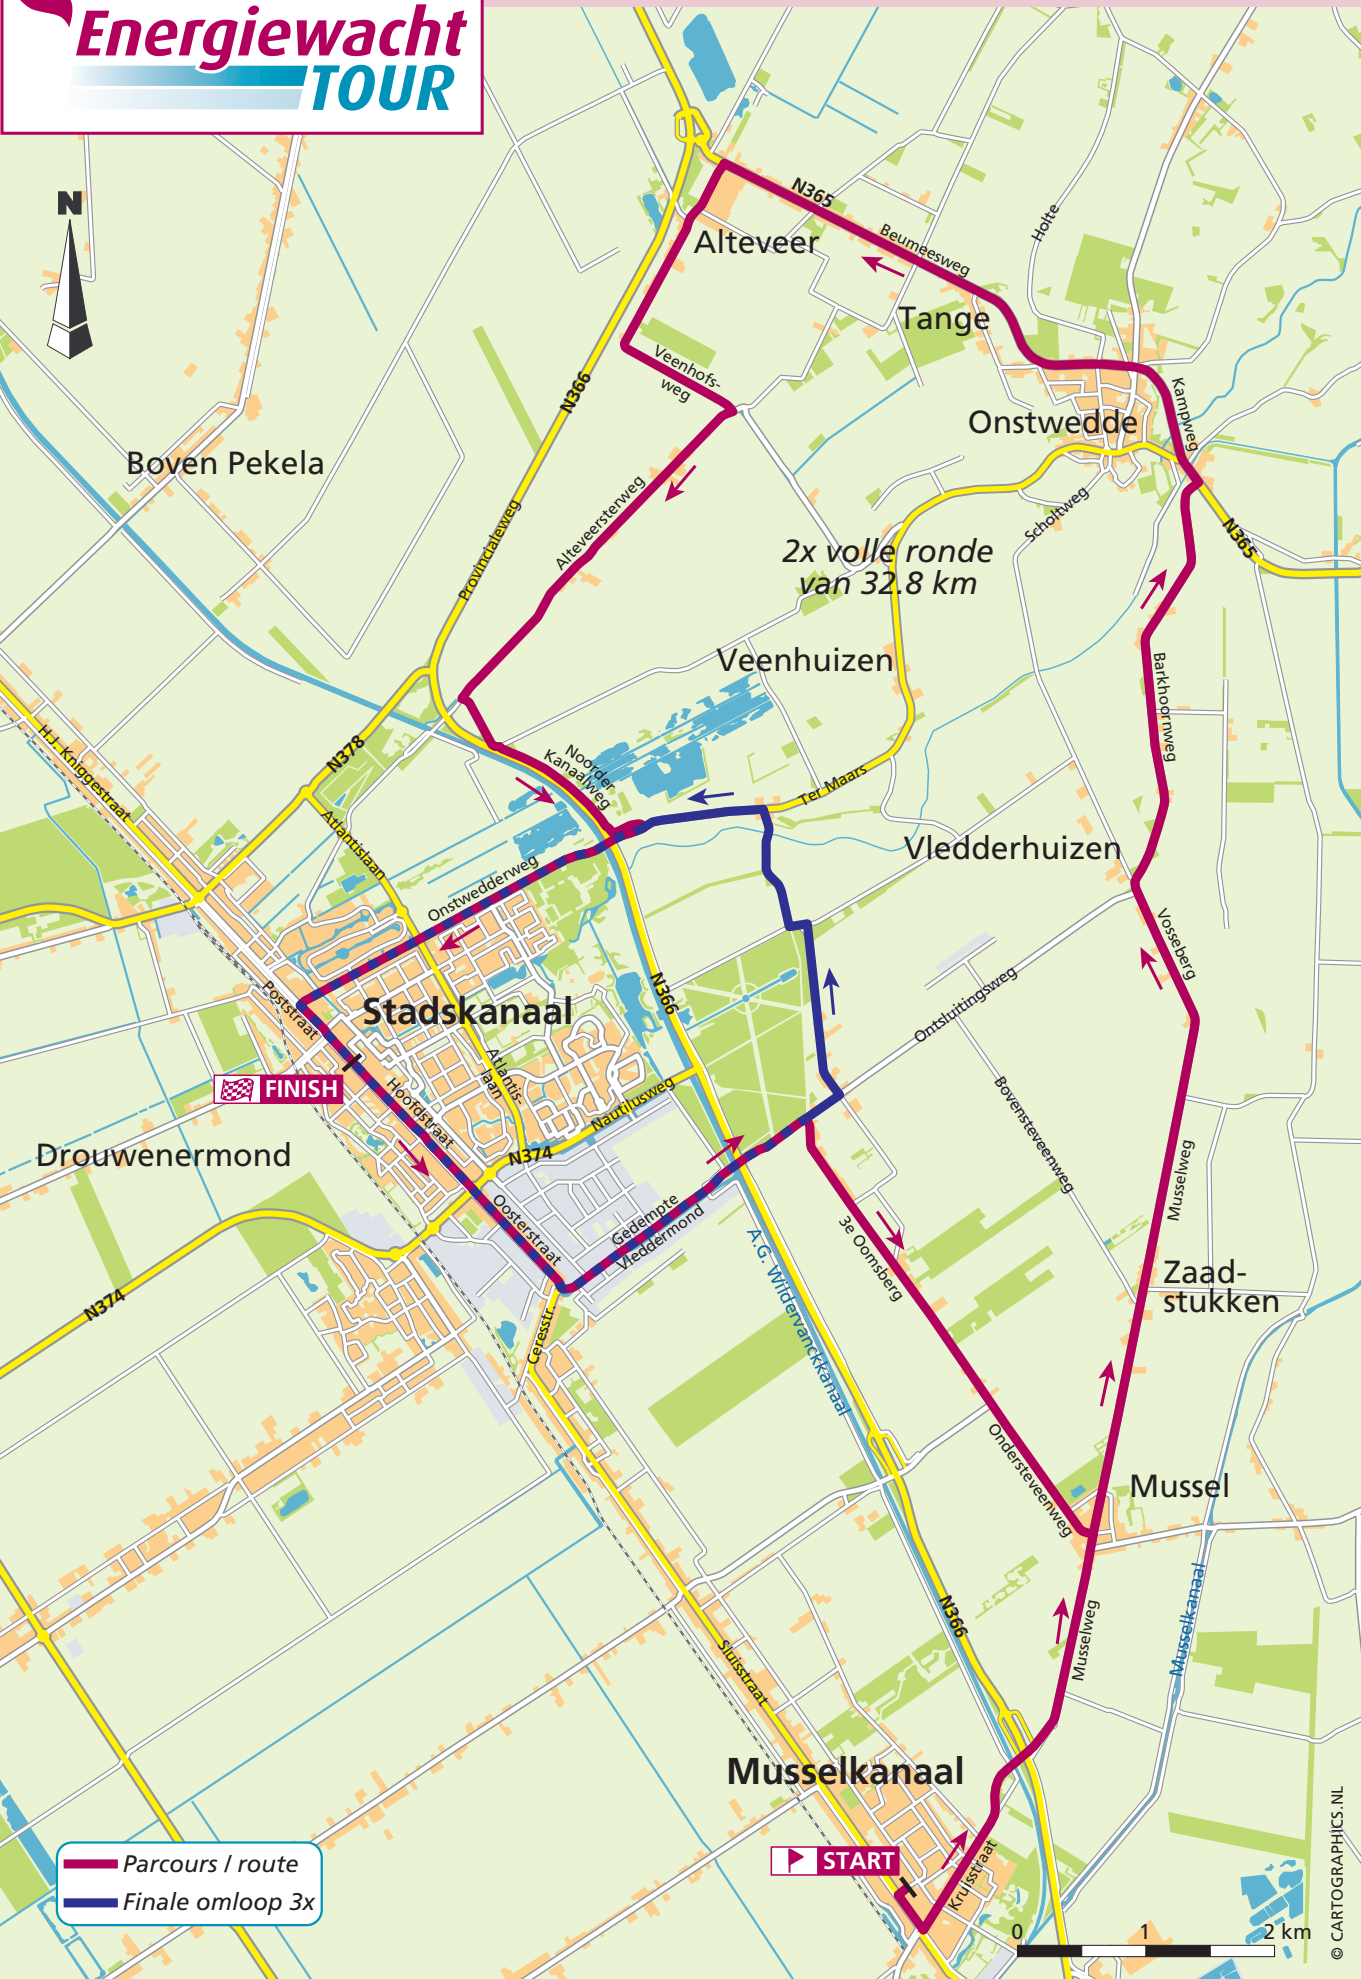 Energiewacht
TOUR
N
N365
Beumeesweg
Holte
Alteveer
Tange
Veenhofs-
weg
N366
Kampweg
Onstwedde
Boven Pekela
Alteveersterweg
Provincialeweg
Scholtweg
N365
2x volle ronde
van 32.8 km
Veenhuizen
Barkhoornweg
H.J. Kniggestraat
N378
Noorder
Kanaalweg
Ter Maars
Atlantislaan
Vledderhuizen
Onstwedderweg
Vosseberg
Poststraat
Stadskanaal
N366
Ontsluitingsweg
FINISH
Hoofdstraat
Atlantis-
laan
Nautilusweg
Bovensteveenweg
Drouwenermond
N374
Musselweg
Oosterstraat
Gedempte
Vleddermond
3e Oomsberg
A.G. Wildervanckkanaal
Zaad-
stukken
N374
Ceresstr.
Ondersteveenweg
Mussel
N366
Musselweg
Musselkanaal
Sluisstraat
Musselkanaal
START
Kruisstraat
Parcours / route
Finale omloop 3x
0 1 2 km
© CARTOGRAPHICS.NL